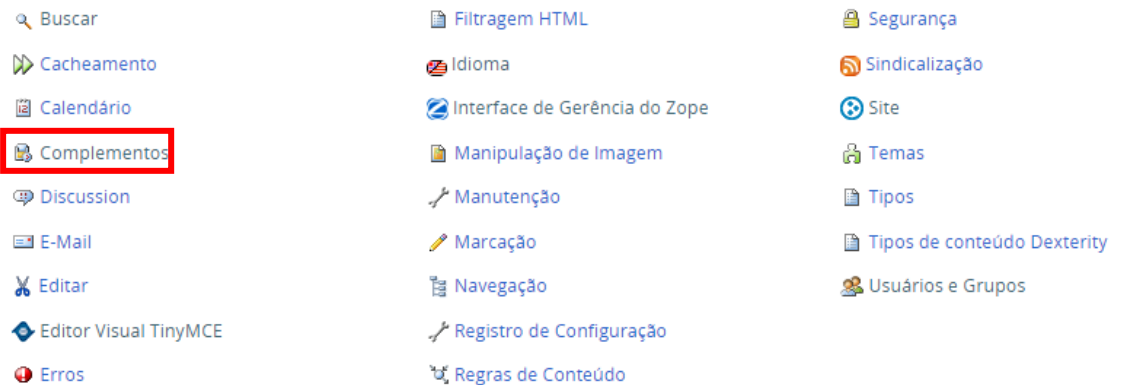 Buscar
Cacheamento
Calendário
Complementos
Discussion
E-Mail
Editar
Editor Visual TinyMCE
Erros
Filtragem HTML
Idioma
Interface de Gerência do Zope
Manipulação de Imagem
Manutenção
Marcação
Navegação
Registro de Configuração
Regras de Conteúdo
Segurança
Sindicalização
Site
Temas
Tipos
Tipos de conteúdo Dexterity
Usuários e Grupos